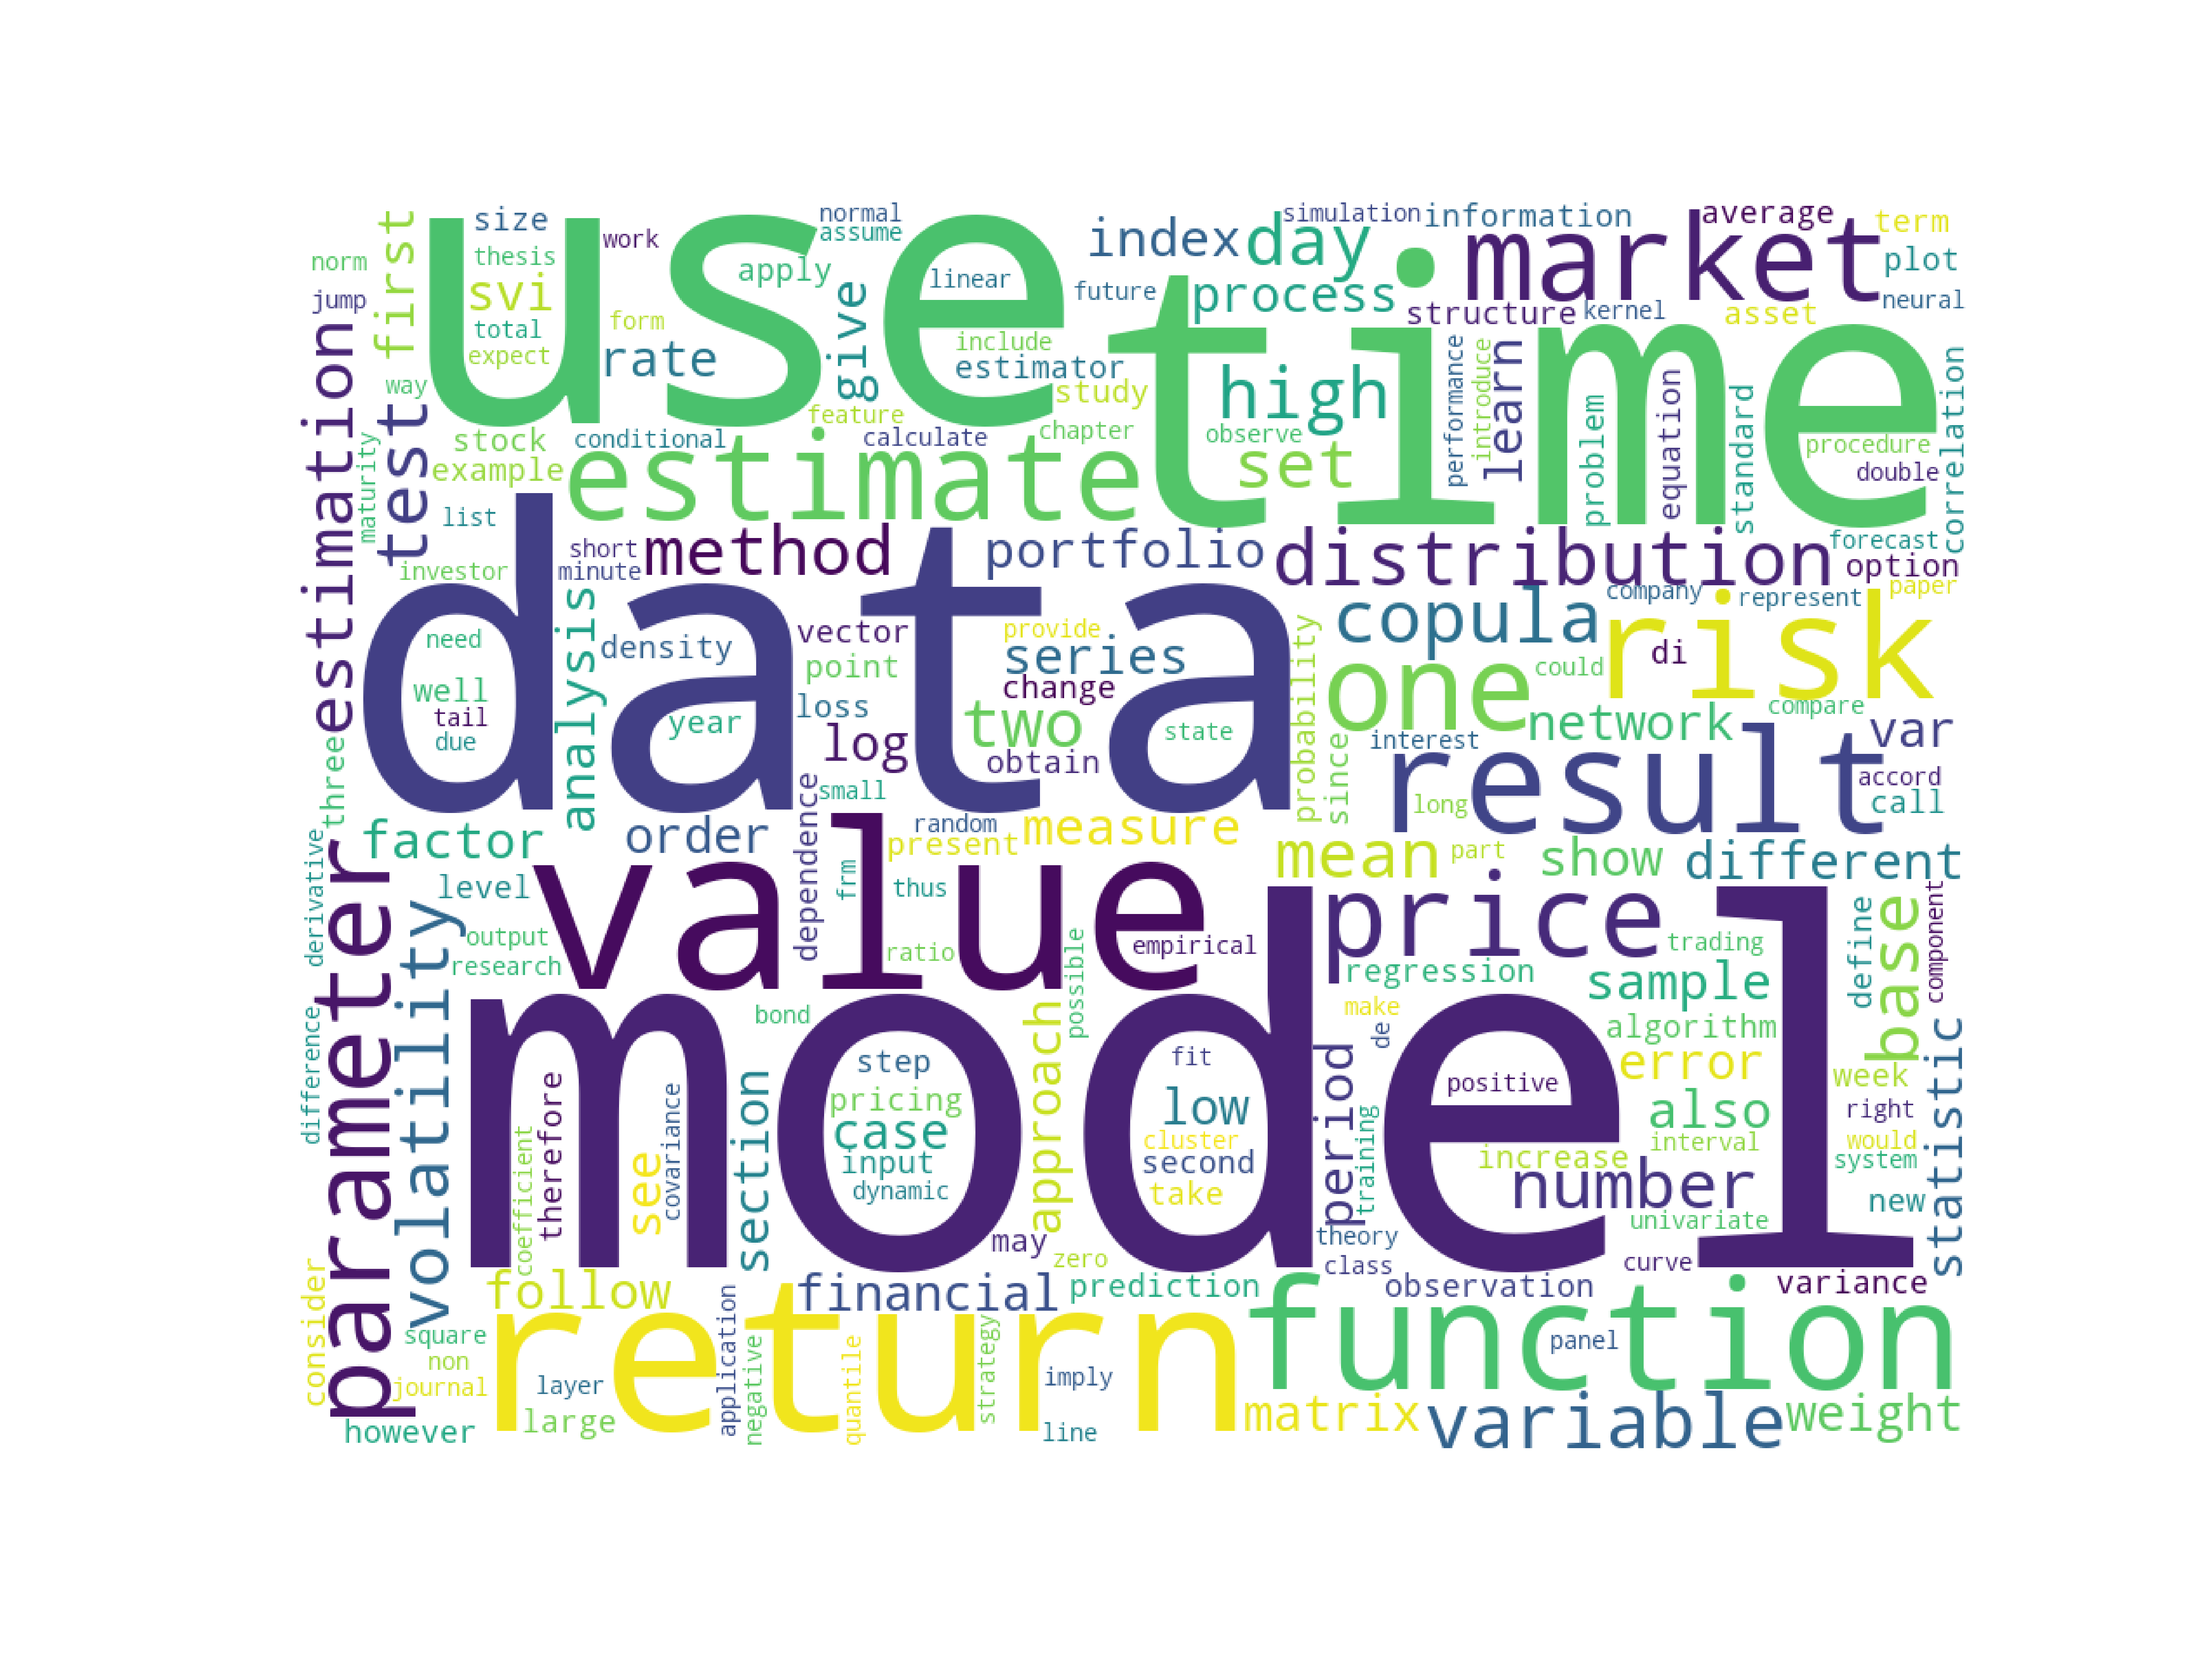 use
time
data
model
value
return
function
market
risk
result
price
parameter
estimate
estimation
distribution
volatility
copula
one
variable
high
day
index
process
set
test
first
svi
rate
give
size
thesis
total
expect
norm
jump
way
work
form
normal
assume
apply
linear
include
estimator
study
feature
future
simulation
information
average
term
plot
neural
structure
kernel
asset
learn
performance
introduce
problem
equation
standard
procedure
double
correlation
forecast
option
paper
stock
example
conditional
calculate
chapter
observe
maturity
list
investor
short
minute
method
portfolio
company
represent
di
could
compare
need
well
tail
due
analysis
density
vector
point
year
loss
log
provide
series
change
two
obtain
state
probability
since
interest
network
var
accord
call
long
three
factor
order
level
output
research
derivative
difference
dependence
small
random
present
measure
frm
thus
ratio
empirical
possible
mean
part
show
different
trading
regression
sample
define
base
component
make
de
algorithm
error
statistic
week
right
would
system
new
also
interval
increase
number
univariate
positive
bond
step
pricing
case
input
dynamic
approach
fit
low
cluster
second
take
period
training
theory
class
curve
observation
variance
panel
see
section
therefore
coefficient
covariance
may
zero
prediction
financial
follow
consider
square
non
journal
however
layer
large
application
negative
quantile
strategy
imply
line
matrix
weight